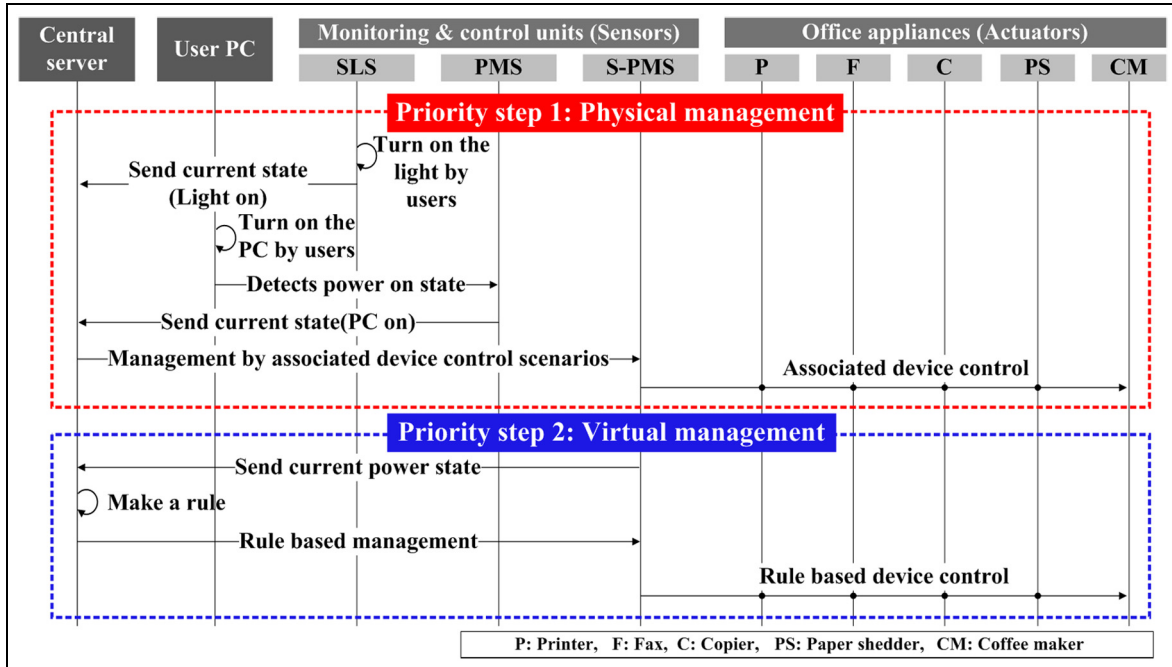 Central server
User PC
Monitoring & control units (Sensors)
Office appliances (Actuators)
SLS
PMS
S-PMS
P
F
C
PS
CM
Priority step 1: Physical management
Turn on the
light by
users
Send current state
(Light on)
Turn on the
PC by users
Detects power on state
Send current state(PC on)
Management by associated device control scenarios
Associated device control
Priority step 2: Virtual management
Send current power state
Make a rule
Rule based management
Rule based device control
P: Printer, F: Fax, C: Copier, PS: Paper shedder, CM: Coffee maker